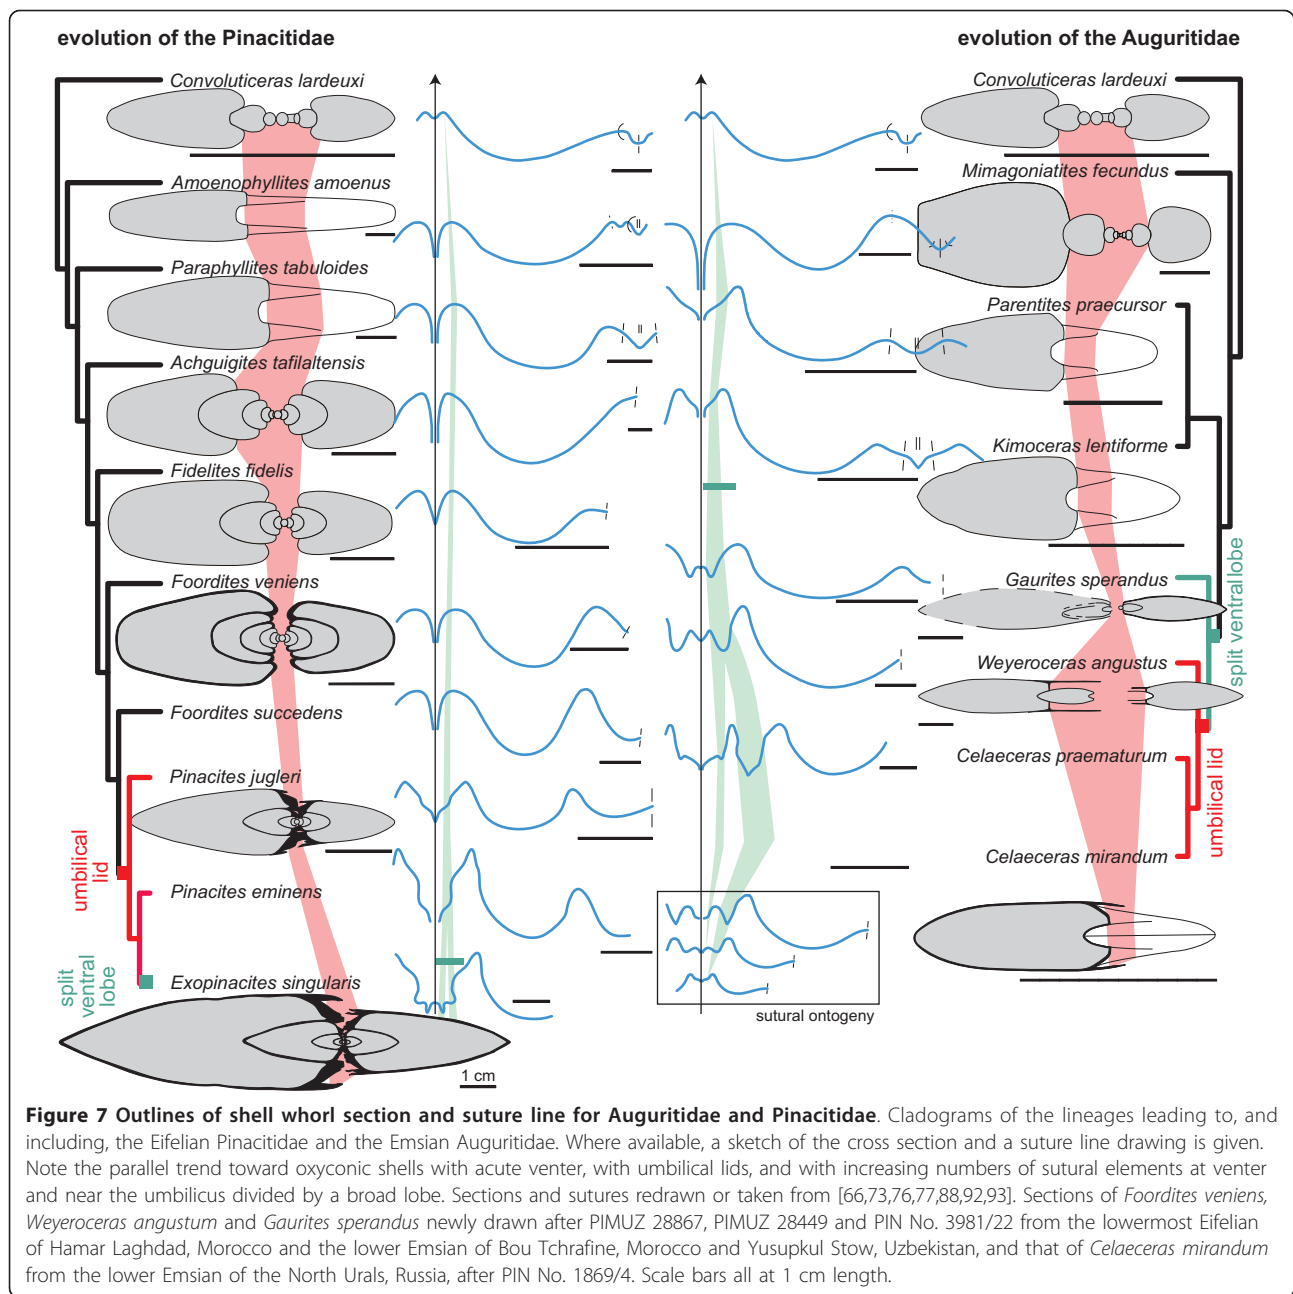 evolution of the Pinacitidae
evolution of the Auguritidae
Convoluticeras lardeuxi
Amoenophyllites amoenus
Paraphyllites tabuloides
Achguigites tafilaltensis
Fidelites fidelis
Foordites veniens
Foordites succedens
Pinacites jugleri
umbilical
lid
Pinacites eminens
split
ventral
lobe
Exopinacites singularis
1 cm
sutural ontogeny
Convoluticeras lardeuxi
Mimagoniatites fecundus
Parentites praecursor
Kimoceras lentiforme
Gaurites sperandus
split ventral lobe
Weyeroceras angustus
umbilical lid
Celaeceras praematurum
Celaeceras mirandum
Figure 7 Outlines of shell whorl section and suture line for Auguritidae and Pinacitidae. Cladograms of the lineages leading to, and
including, the Eifelian Pinacitidae and the Emsian Auguritidae. Where available, a sketch of the cross section and a suture line drawing is given.
Note the parallel trend toward oxyconic shells with acute venter, with umbilical lids, and with increasing numbers of sutural elements at venter
and near the umbilicus divided by a broad lobe. Sections and sutures redrawn or taken from [66,73,76,77,88,92,93]. Sections of Foordites veniens,
Weyeroceras angustum and Gaurites sperandus newly drawn after PIMUZ 28867, PIMUZ 28449 and PIN No. 3981/22 from the lowermost Eifelian
of Hamar Laghdad, Morocco and the lower Emsian of Bou Tchrafine, Morocco and Yusupkul Stow, Uzbekistan, and that of Celaeceras mirandum
from the lower Emsian of the North Urals, Russia, after PIN No. 1869/4. Scale bars all at 1 cm length.